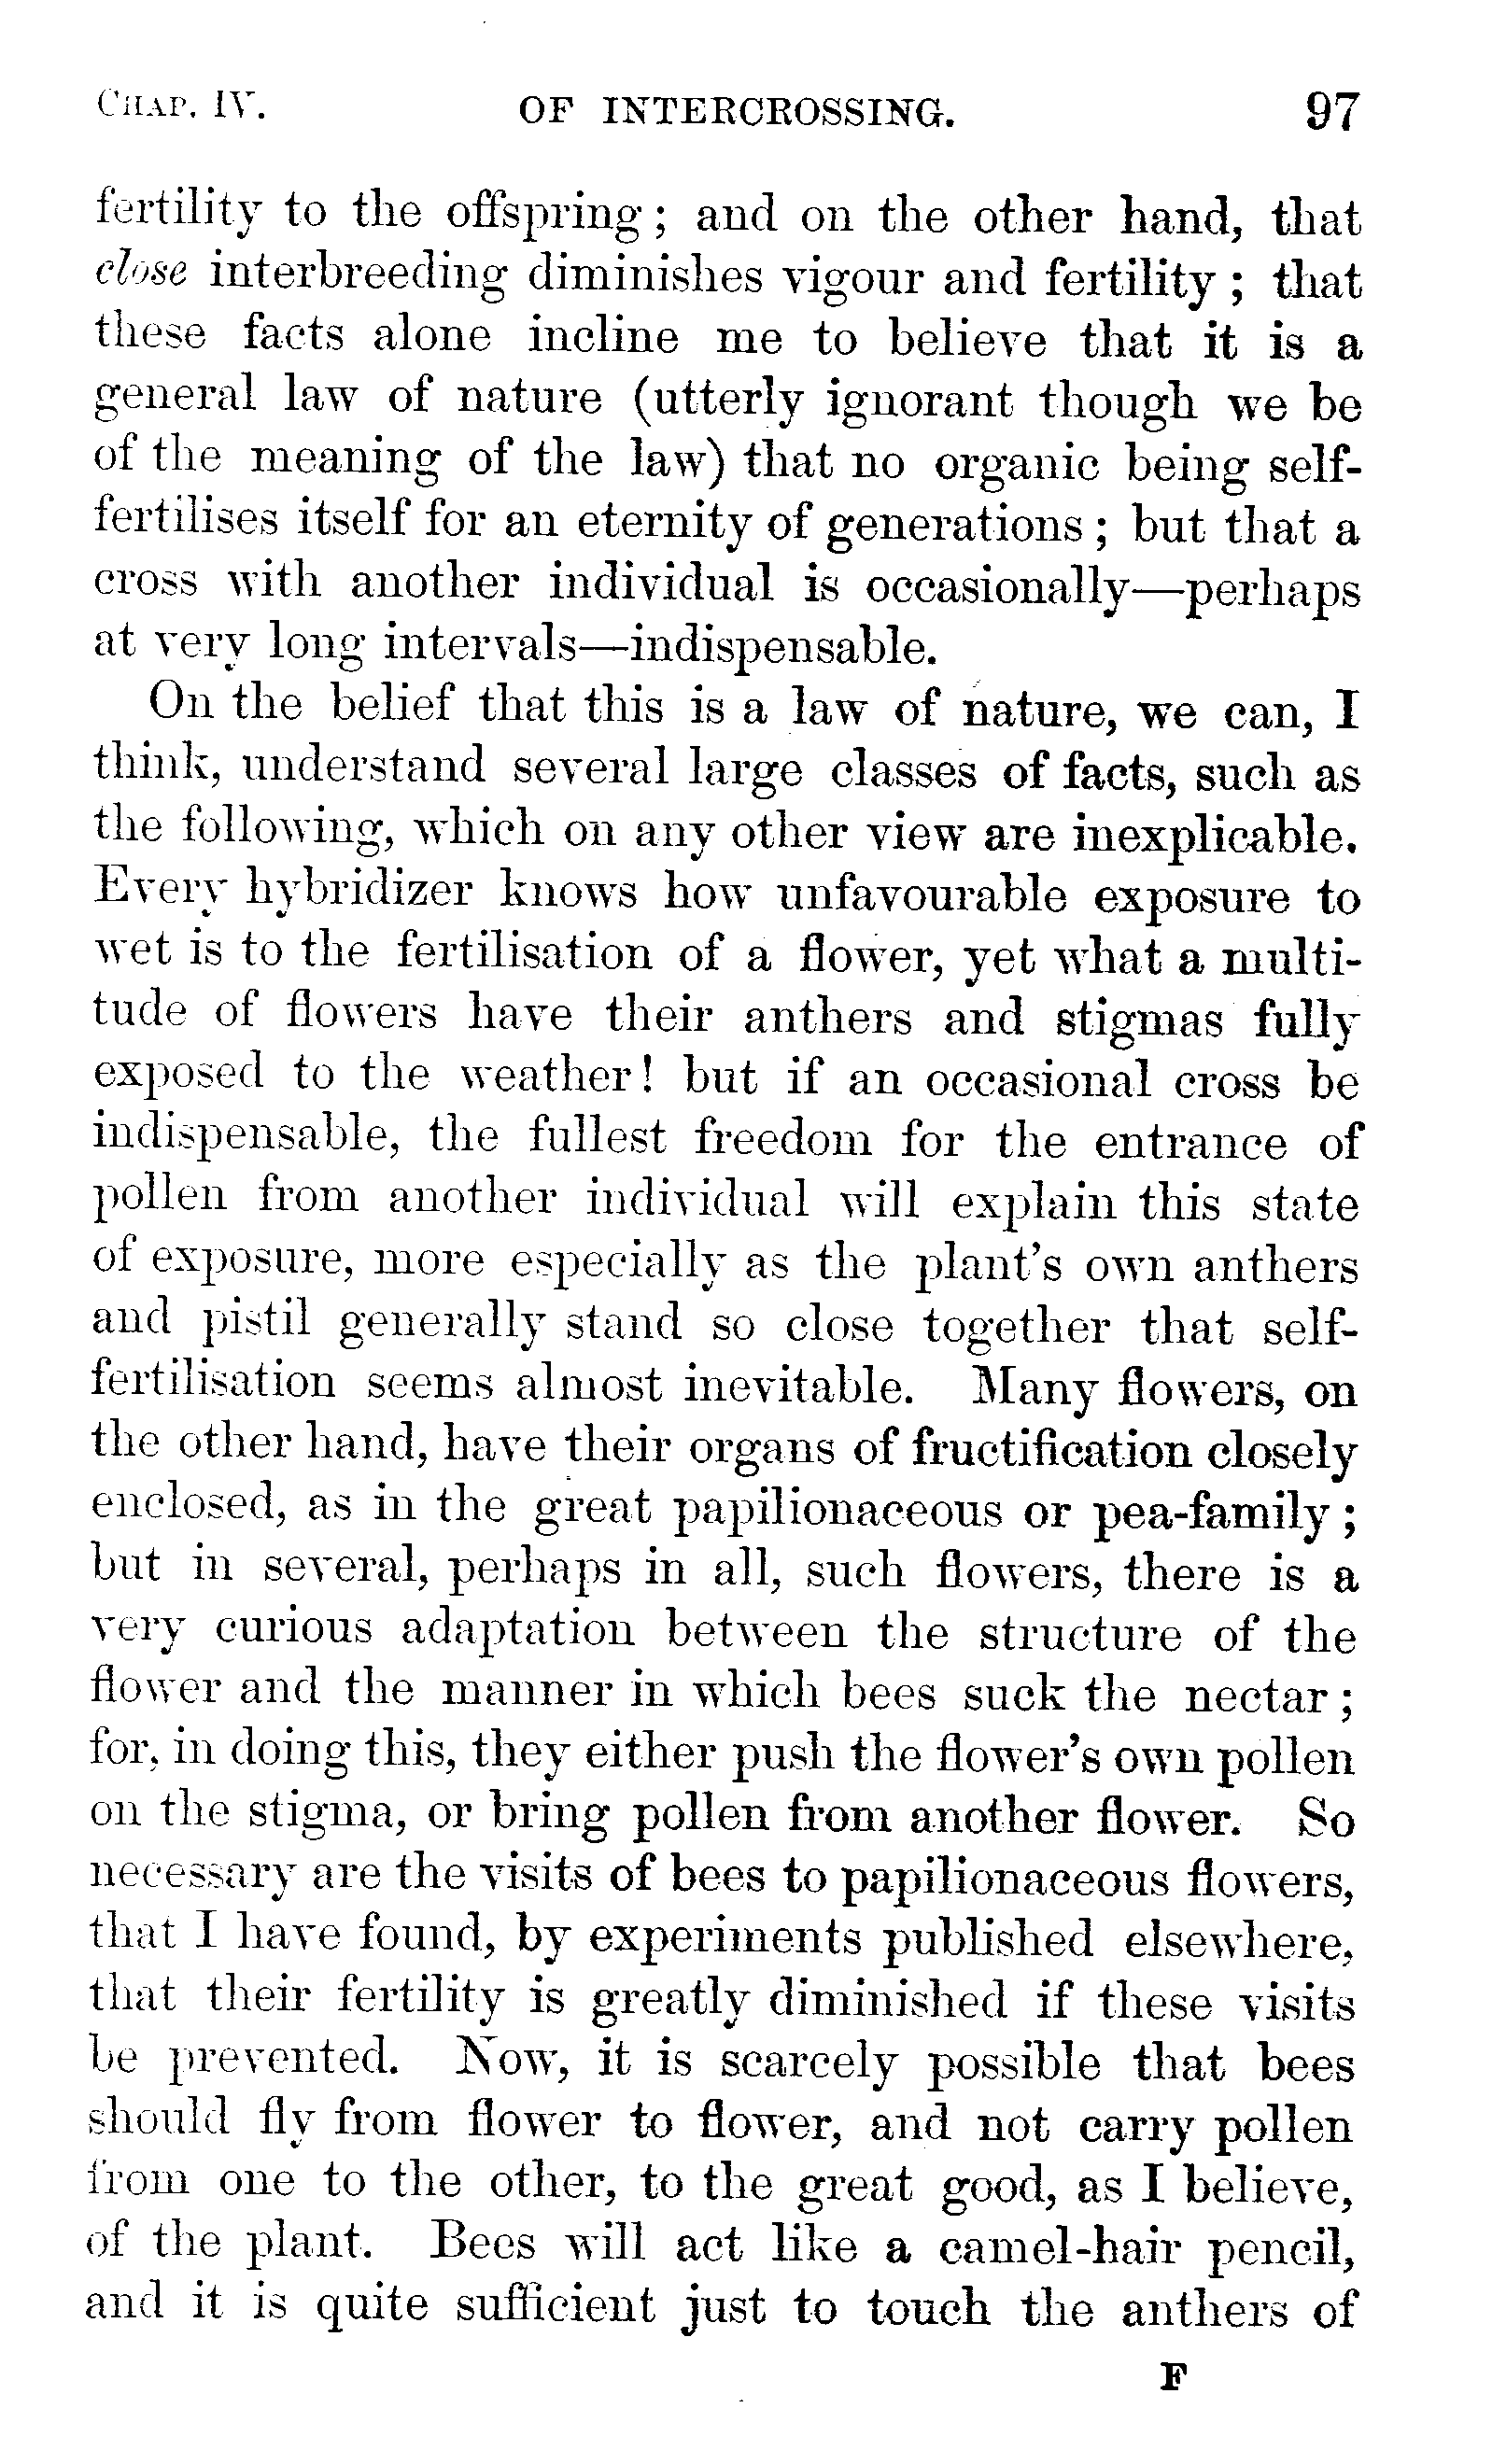 CHAP. IV. OF INTERCROSSING. 97
fertility to the offspring; and on the other hand, that
close interbreeding diminishes vigour and fertility; that
these facts alone incline me to believe that it is a
general law of nature (utterly ignorant though we be
of the meaning of the law) that no organic being self-
fertilises itself for an eternity of generations; but that a
cross with another individual is occasionally—perhaps
at very long intervals—indispensable.
On the belief that this is a law of nature, we can, I
think, understand several large classes of facts, such as
the following, which on any other view are inexplicable.
Every hybridizer knows how unfavourable exposure to
wet is to the fertilisation of a flower, yet what a multi-
tude of flowers have their anthers and stigmas fully
exposed to the weather! but if an occasional cross be
indispensable, the fullest freedom for the entrance of
pollen from another individual will explain this state
of exposure, more especially as the plant's own anthers
and pistil generally stand so close together that self-
fertilisation seems almost inevitable. Many flowers, on
the other hand, have their organs of fructification closely
enclosed, as in the great papilionaceous or pea-family;
but in several, perhaps in all, such flowers, there is a
very curious adaptation between the structure of the
flower and the manner in which bees suck the nectar;
for, in doing this, they either push the flower's own pollen
on the stigma, or bring pollen from another flower. So
necessary are the visits of bees to papilionaceous flowers,
that I have found, by experiments published elsewhere,
that their fertility is greatly diminished if these visits
be prevented. Now, it is scarcely possible that bees
should fly from flower to flower, and not carry pollen
from one to the other, to the great good, as I believe,
of the plant. Bees will act like a camel-hair pencil,
and it is quite sufficient just to touch the anthers of
F